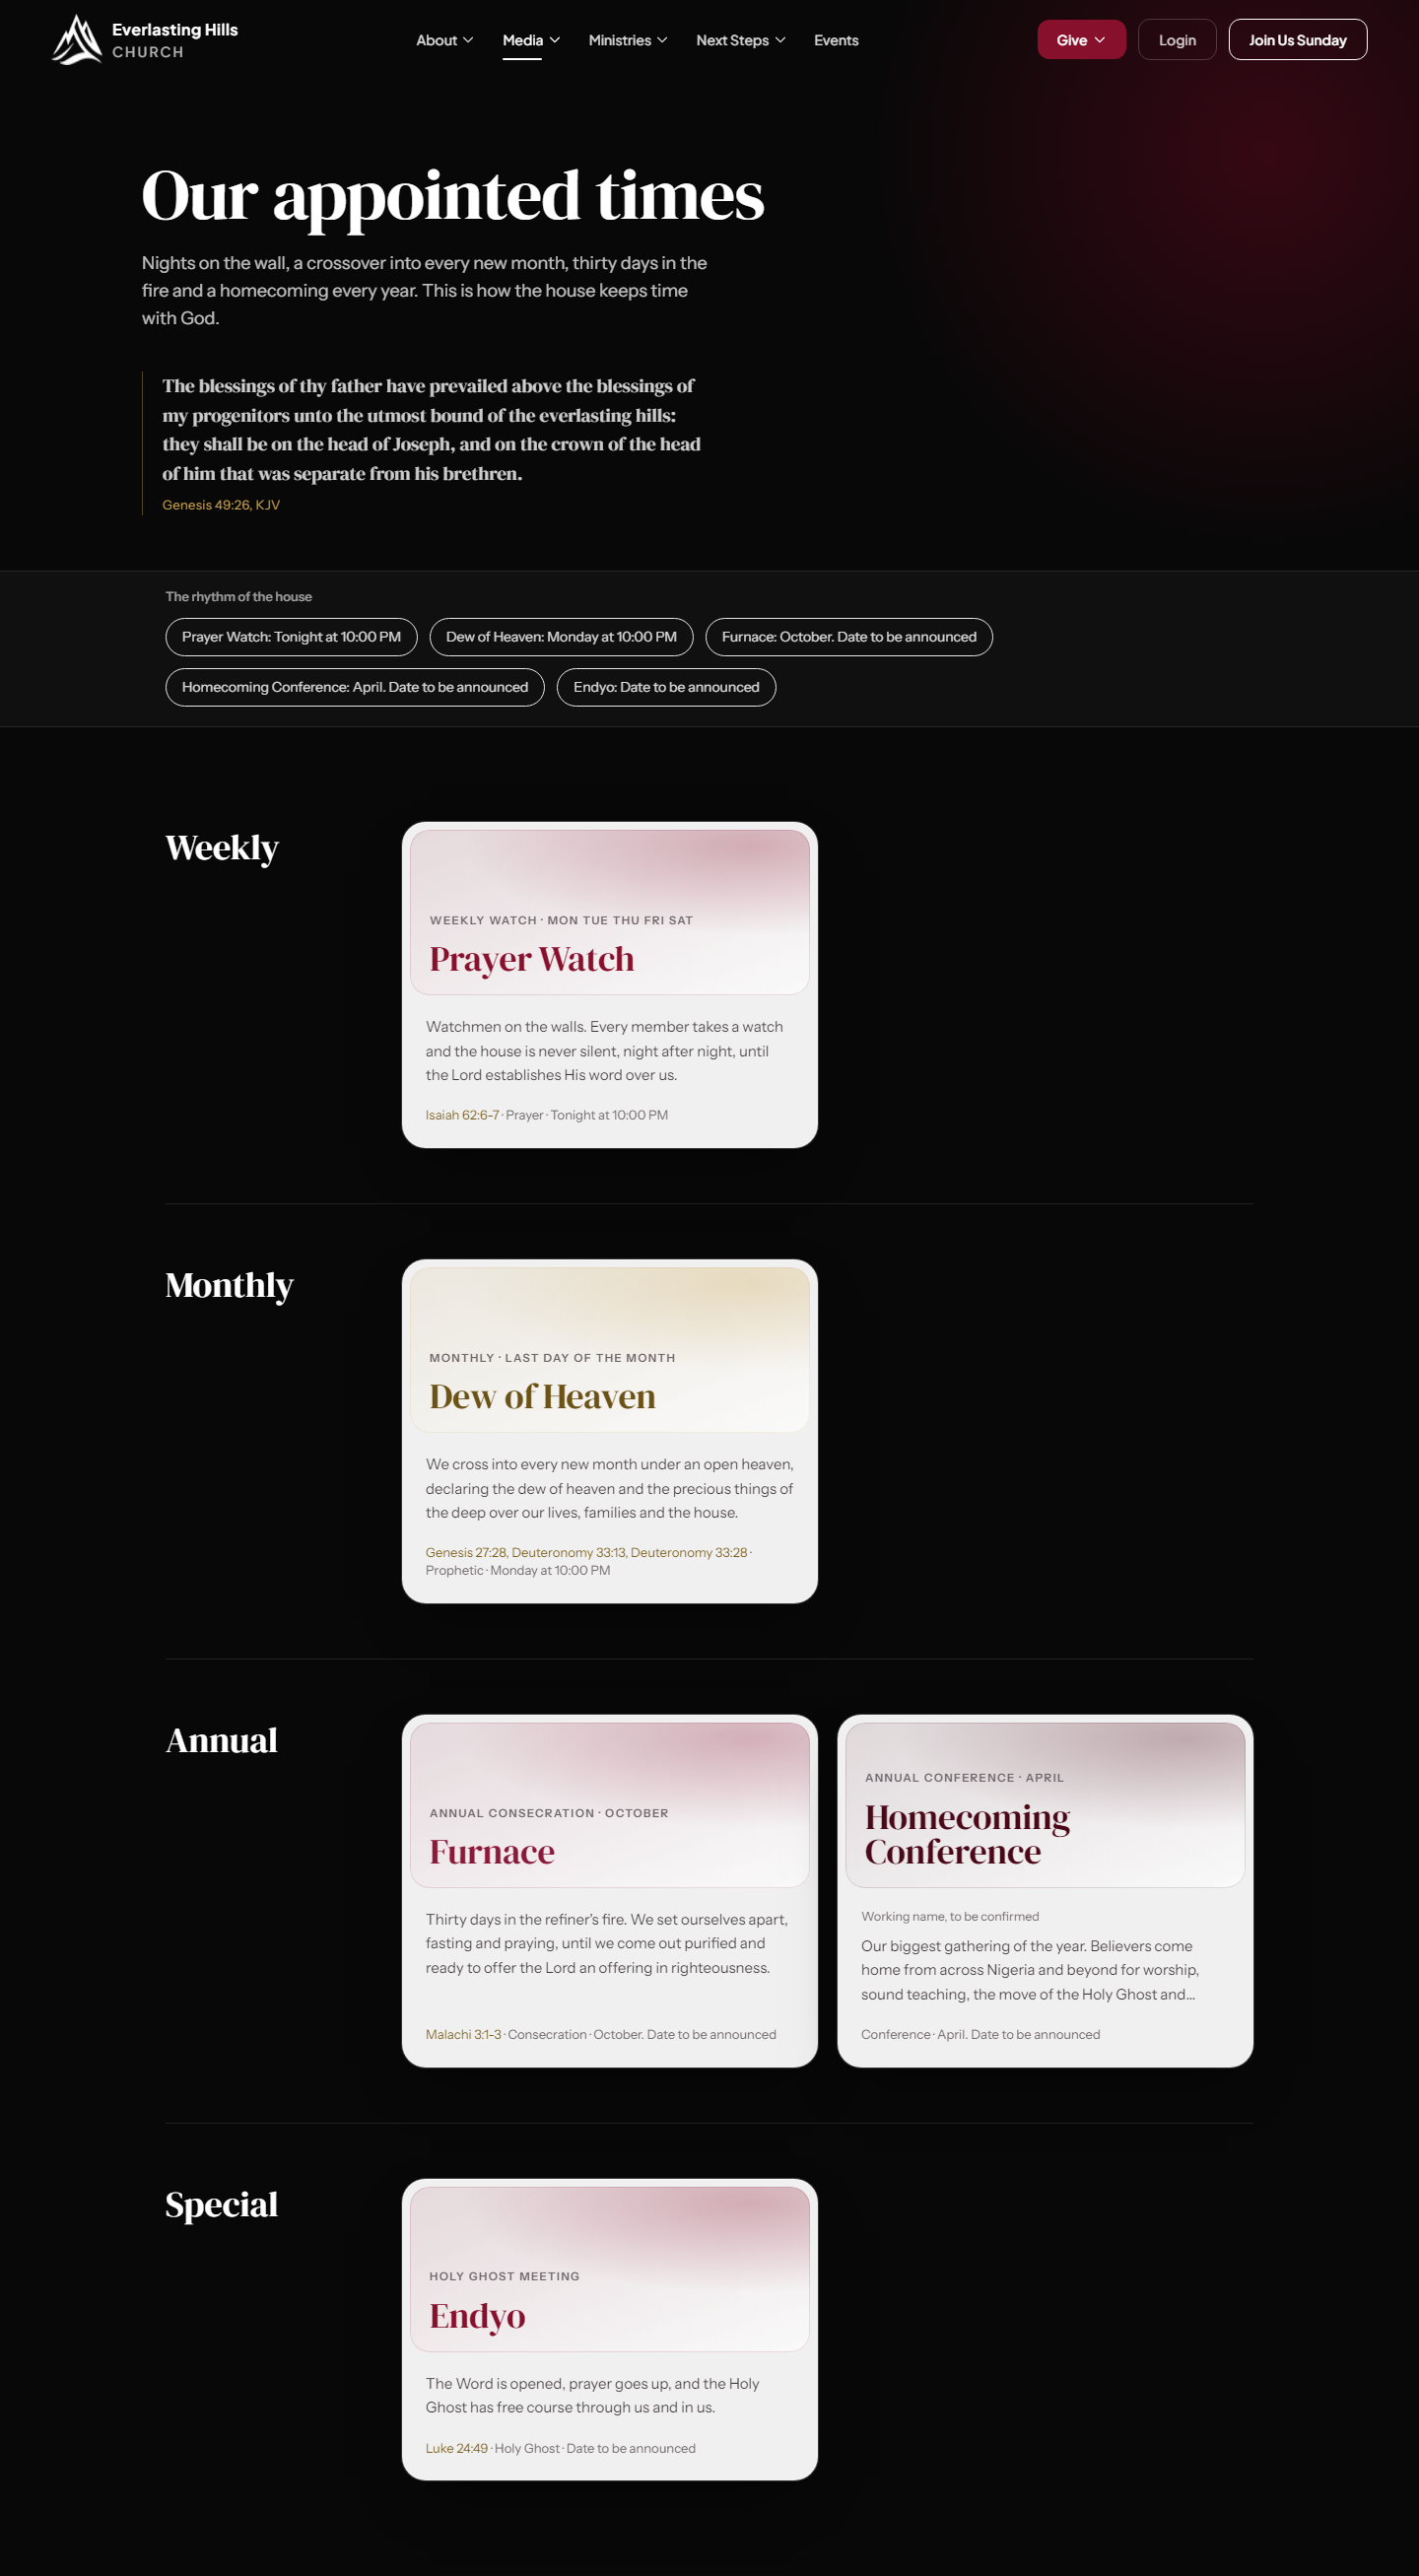 Everlasting Hills
CHURCH
About
Media
Ministries
Next Steps
Events
Give
Login
Join Us Sunday
Our appointed times
Nights on the wall, a crossover into every new month, thirty days in the
fire and a homecoming every year. This is how the house keeps time
with God.
The blessings of thy father have prevailed above the blessings of
my progenitors unto the utmost bound of the everlasting hills:
they shall be on the head of Joseph, and on the crown of the head
of him that was separate from his brethren.
Genesis 49:26, KJV
The rhythm of the house
Prayer Watch: Tonight at 10:00 PM
Dew of Heaven: Monday at 10:00 PM
Furnace: October. Date to be announced
Homecoming Conference: April. Date to be announced
Endyo: Date to be announced
Weekly
WEEKLY WATCH · MON TUE THU FRI SAT
Prayer Watch
Watchmen on the walls. Every member takes a watch
and the house is never silent, night after night, until
the Lord establishes His word over us.
Isaiah 62:6-7 · Prayer · Tonight at 10:00 PM
Monthly
MONTHLY · LAST DAY OF THE MONTH
Dew of Heaven
We cross into every new month under an open heaven,
declaring the dew of heaven and the precious things of
the deep over our lives, families and the house.
Genesis 27:28, Deuteronomy 33:13, Deuteronomy 33:28 ·
Prophetic · Monday at 10:00 PM
Annual
ANNUAL CONSECRATION · OCTOBER
Furnace
Thirty days in the refiner's fire. We set ourselves apart,
fasting and praying, until we come out purified and
ready to offer the Lord an offering in righteousness.
Malachi 3:1-3 · Consecration · October. Date to be announced
ANNUAL CONFERENCE · APRIL
Homecoming
Conference
Working name, to be confirmed
Our biggest gathering of the year. Believers come
home from across Nigeria and beyond for worship,
sound teaching, the move of the Holy Ghost and...
Conference · April. Date to be announced
Special
HOLY GHOST MEETING
Endyo
The Word is opened, prayer goes up, and the Holy
Ghost has free course through us and in us.
Luke 24:49 · Holy Ghost · Date to be announced